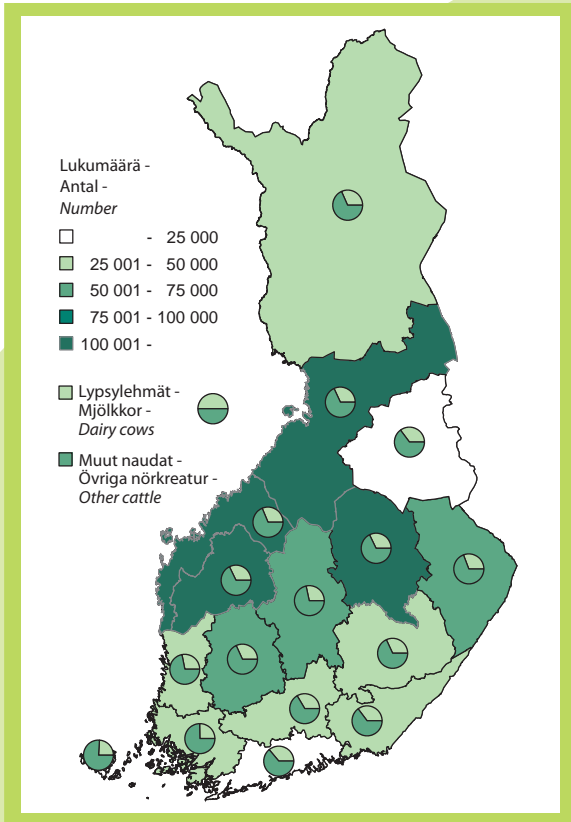 Lukumäärä -
Antal -
Number
- 25 000
25 001 - 50 000
50 001 - 75 000
75 001 - 100 000
100 001 -
Lypsylehmät -
Mjölkkor -
Dairy cows
Muut naudat -
Övriga nörkreatur -
Other cattle